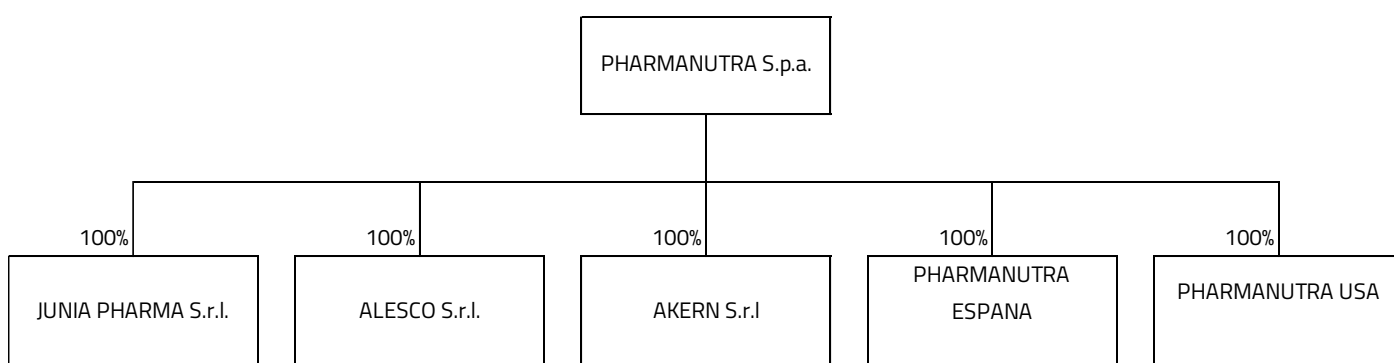 PHARMANUTRA S.p.a.
100%
100%
100%
100%
100%
JUNIA PHARMA S.r.l.
ALESCO S.r.l.
AKERN S.r.l
PHARMANUTRA
ESPANA
PHARMANUTRA USA